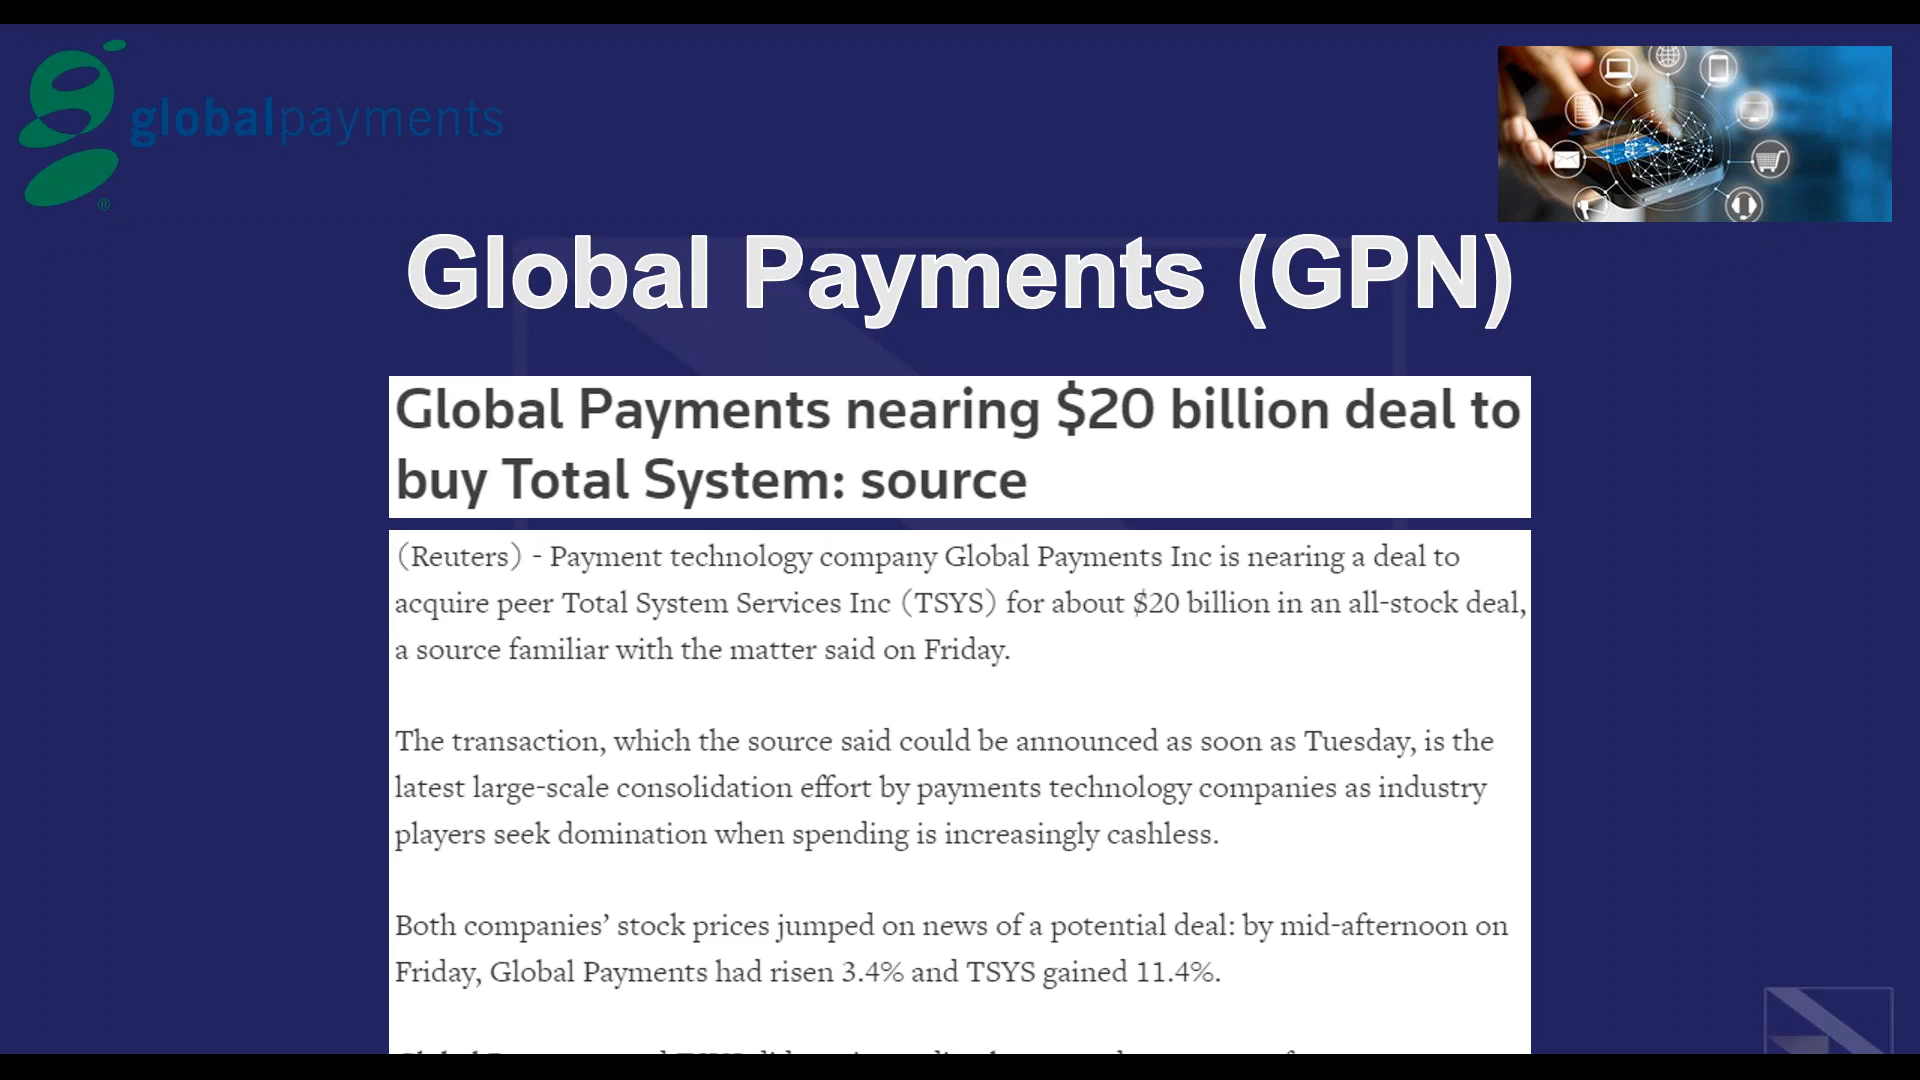 globalpayments
®
Global Payments (GPN)
Global Payments nearing $20 billion deal to
buy Total System: source
(Reuters) - Payment technology company Global Payments Inc is nearing a deal to
acquire peer Total System Services Inc (TSYS) for about $20 billion in an all-stock deal,
a source familiar with the matter said on Friday.
The transaction, which the source said could be announced as soon as Tuesday, is the
latest large-scale consolidation effort by payments technology companies as industry
players seek domination when spending is increasingly cashless.
Both companies’ stock prices jumped on news of a potential deal: by mid-afternoon on
Friday, Global Payments had risen 3.4% and TSYS gained 11.4%.